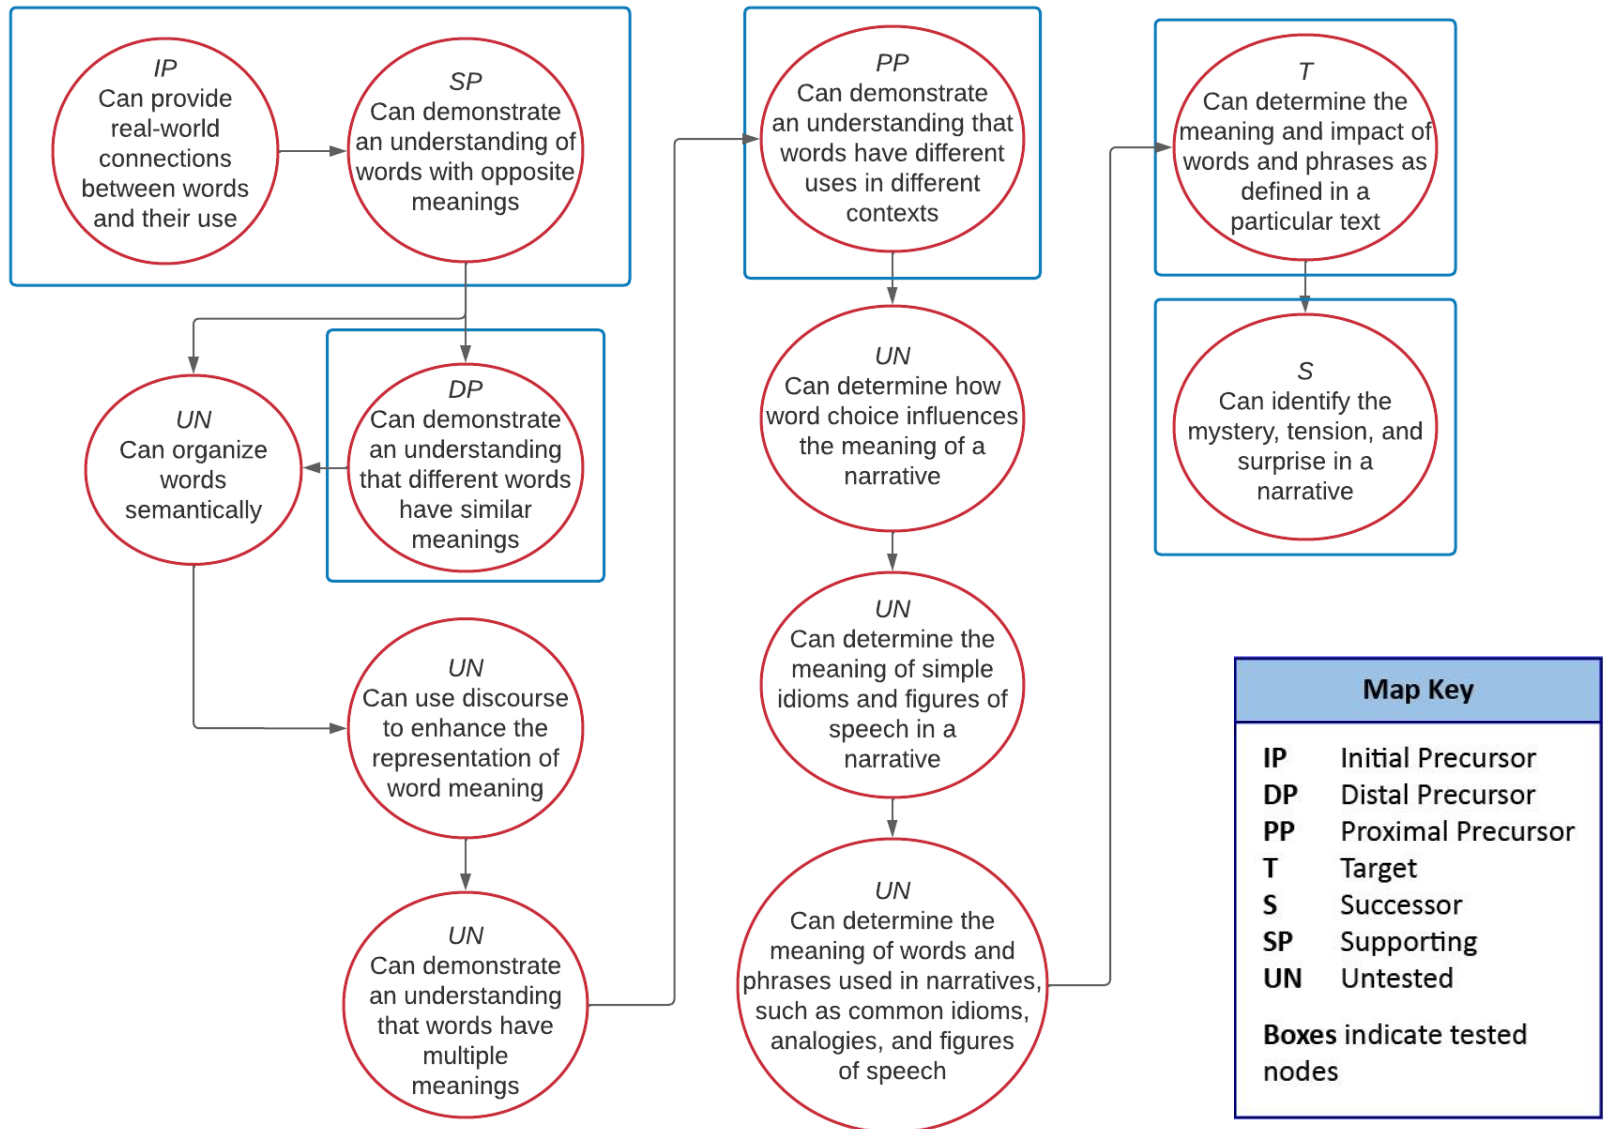 IP
Can provide
real-world
connections
between words
and their use
SP
Can demonstrate
an understanding of
words with opposite
meanings
UN
Can organize
words
semantically
DP
Can demonstrate
an understanding
that different words
have similar
meanings
UN
Can use discourse
to enhance the
representation of
word meaning
UN
Can demonstrate
an understanding
that words have
multiple
meanings
PP
Can demonstrate
an understanding that
words have different
uses in different
contexts
UN
Can determine how
word choice influences
the meaning of a
narrative
UN
Can determine the
meaning of simple
idioms and figures of
speech in a
narrative
UN
Can determine the
meaning of words and
phrases used in narratives,
such as common idioms,
analogies, and figures
of speech
T
Can determine the
meaning and impact of
words and phrases as
defined in a
particular text
S
Can identify the
mystery, tension, and
surprise in a
narrative
Map Key
IP Initial Precursor
DP Distal Precursor
PP Proximal Precursor
T Target
S Successor
SP Supporting
UN Untested
Boxes indicate tested
nodes